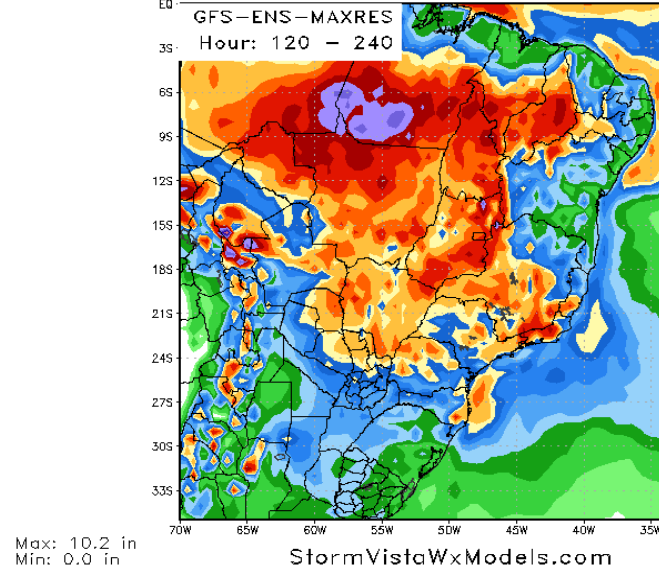 GFS-ENS-MAXRES
Hour: 120 - 240
EQ
3S
6S
9S
12S
15S
18S
21S
24S
27S
30S
33S
70W 65W 60W 55W 50W 45W 40W 35W
Max: 10.2 in
Min: 0.0 in
StormVistaWxModels.com